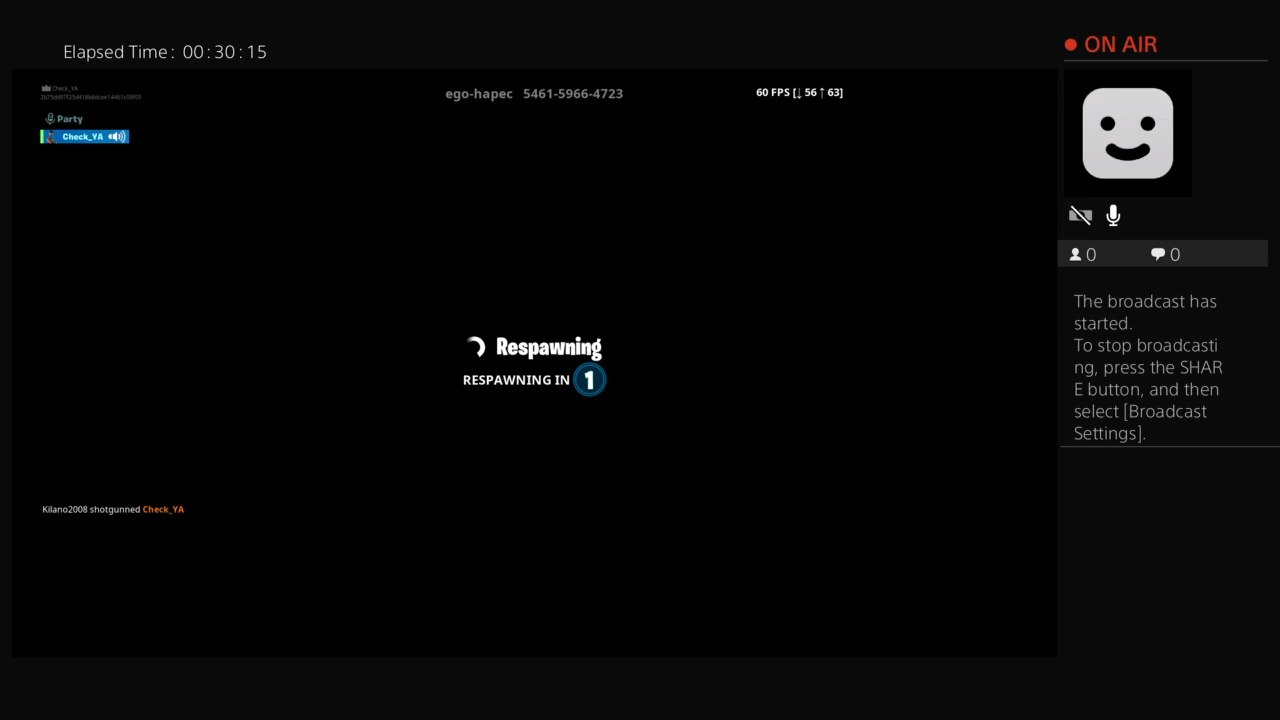 Elapsed Time: 00:30:15
ON AIR
Check_YA
ego-hapec 5461-5966-4723
60 FPS [↓ 56 ↑ 63]
Party
Check_YA
0 0
The broadcast has
started.
To stop broadcasti
ng, press the SHAR
E button, and then
select [Broadcast
Settings].
Respawning
RESPAWNING IN 1
Kilano2008 shotgunned Check_YA